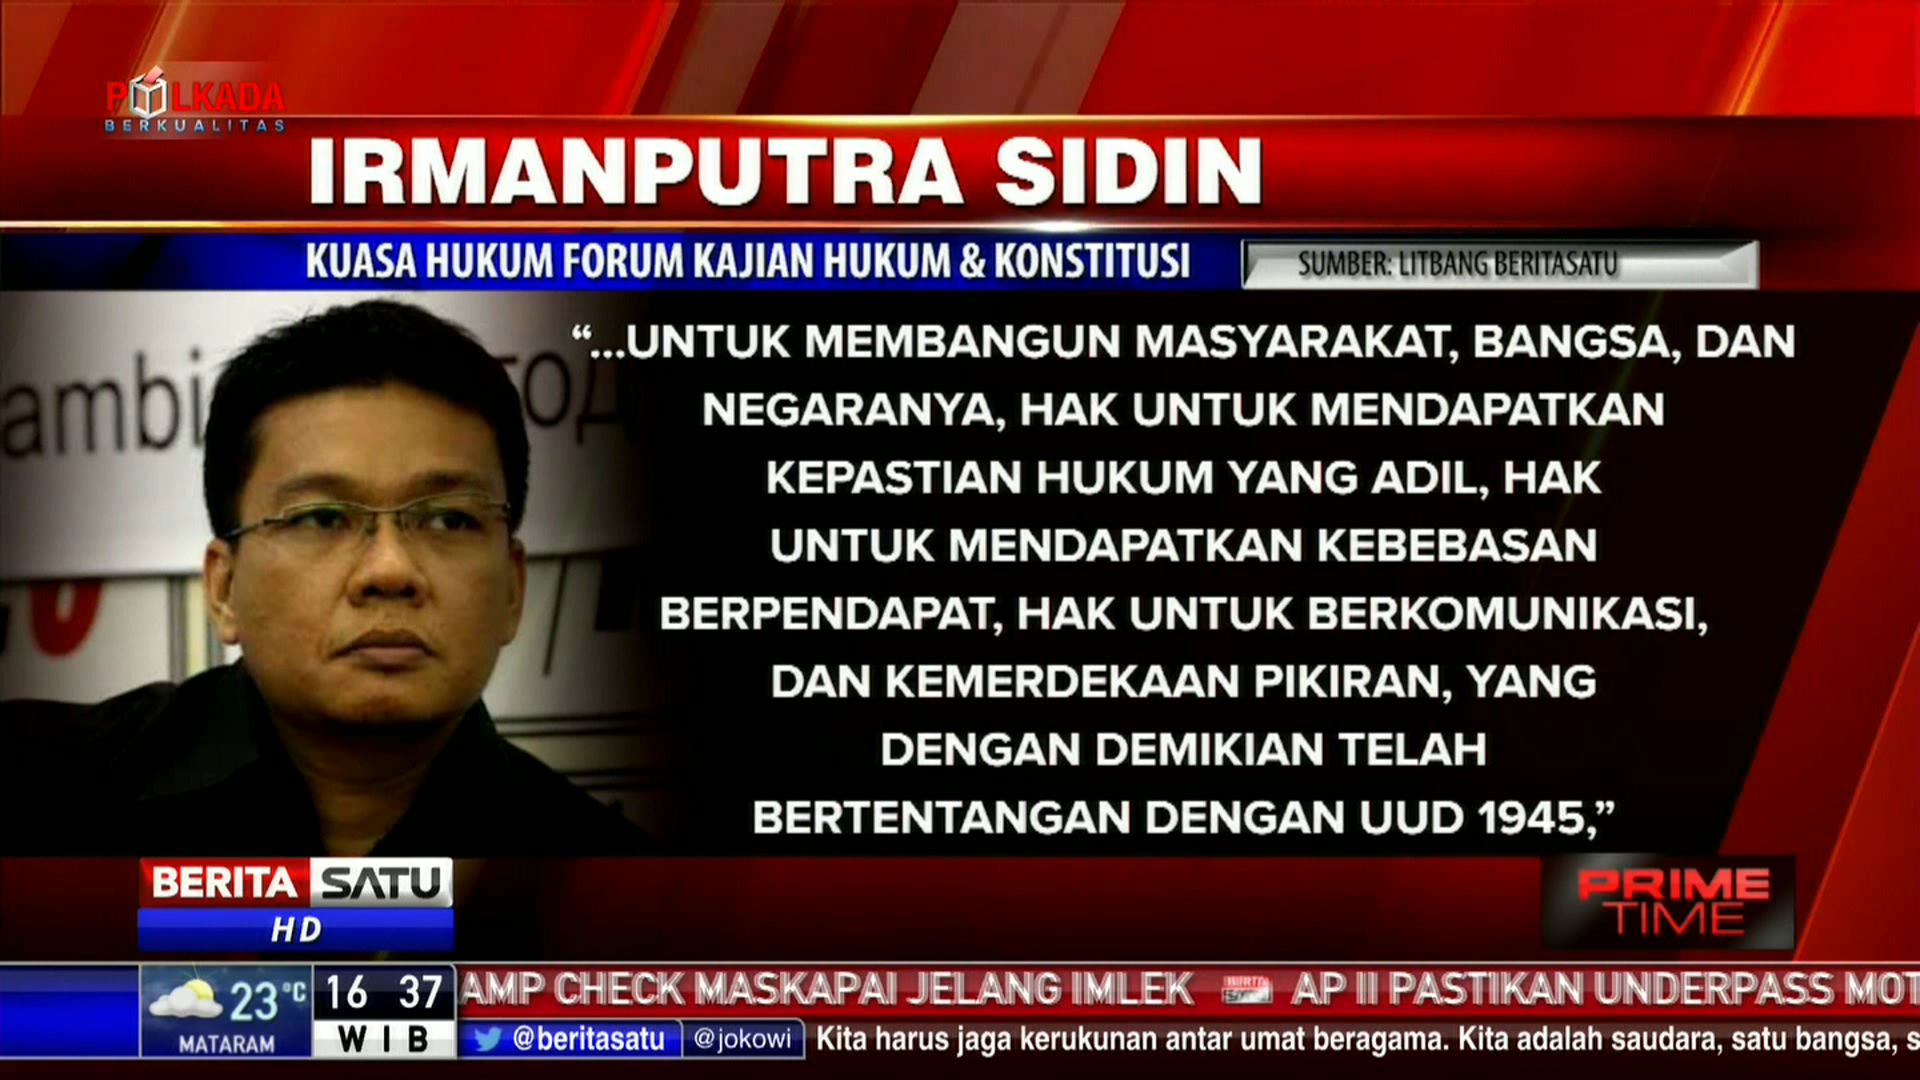 PILKADA
BERKUALITAS
IRMANPUTRA SIDIN
KUASA HUKUM FORUM KAJIAN HUKUM & KONSTITUSI
SUMBER: LITBANG BERITASATU
ambi
год
“...UNTUK MEMBANGUN MASYARAKAT, BANGSA, DAN
NEGARANYA, HAK UNTUK MENDAPATKAN
KEPASTIAN HUKUM YANG ADIL, HAK
UNTUK MENDAPATKAN KEBEBASAN
BERPENDAPAT, HAK UNTUK BERKOMUNIKASI,
DAN KEMERDEKAAN PIKIRAN, YANG
DENGAN DEMIKIAN TELAH
BERTENTANGAN DENGAN UUD 1945,”
BERITA SATU
HD
PRIME
TIME
23°C
MATARAM
16 37
WIB
AMP CHECK MASKAPAI JELANG IMLEK BERITA SATU AP II PASTIKAN UNDERPASS MOT
@beritasatu @jokowi Kita harus jaga kerukunan antar umat beragama. Kita adalah saudara, satu bangsa, s